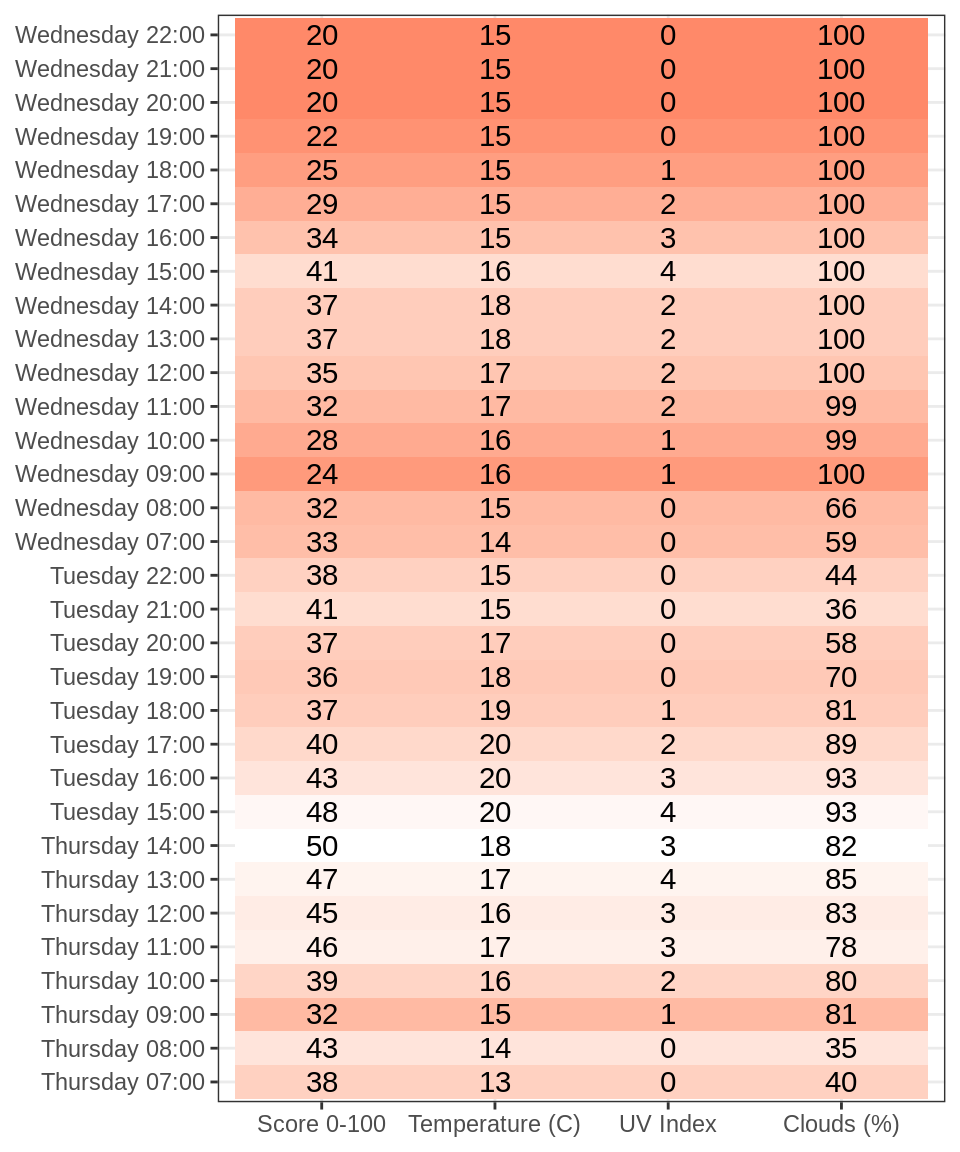 Wednesday 22:00 20 15 0 100
Wednesday 21:00 20 15 0 100
Wednesday 20:00 20 15 0 100
Wednesday 19:00 22 15 0 100
Wednesday 18:00 25 15 1 100
Wednesday 17:00 29 15 2 100
Wednesday 16:00 34 15 3 100
Wednesday 15:00 41 16 4 100
Wednesday 14:00 37 18 2 100
Wednesday 13:00 37 18 2 100
Wednesday 12:00 35 17 2 100
Wednesday 11:00 32 17 2 99
Wednesday 10:00 28 16 1 99
Wednesday 09:00 24 16 1 100
Wednesday 08:00 32 15 0 66
Wednesday 07:00 33 14 0 59
Tuesday 22:00 38 15 0 44
Tuesday 21:00 41 15 0 36
Tuesday 20:00 37 17 0 58
Tuesday 19:00 36 18 0 70
Tuesday 18:00 37 19 1 81
Tuesday 17:00 40 20 2 89
Tuesday 16:00 43 20 3 93
Tuesday 15:00 48 20 4 93
Thursday 14:00 50 18 3 82
Thursday 13:00 47 17 4 85
Thursday 12:00 45 16 3 83
Thursday 11:00 46 17 3 78
Thursday 10:00 39 16 2 80
Thursday 09:00 32 15 1 81
Thursday 08:00 43 14 0 35
Thursday 07:00 38 13 0 40
Score 0-100 Temperature (C) UV Index Clouds (%)